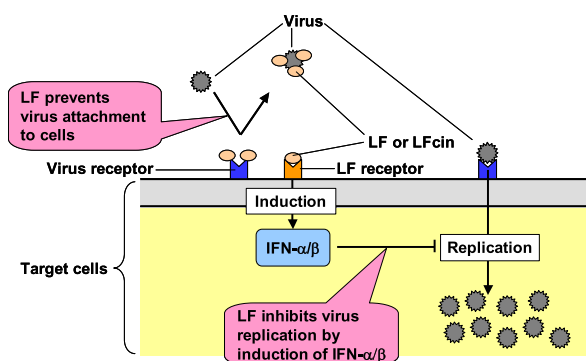 Virus
LF prevents
virus attachment
to cells
LF or LFcin
Virus receptor
LF receptor
Induction
IFN-α/β
Replication
Target cells
LF inhibits virus
replication by
induction of IFN-α/β